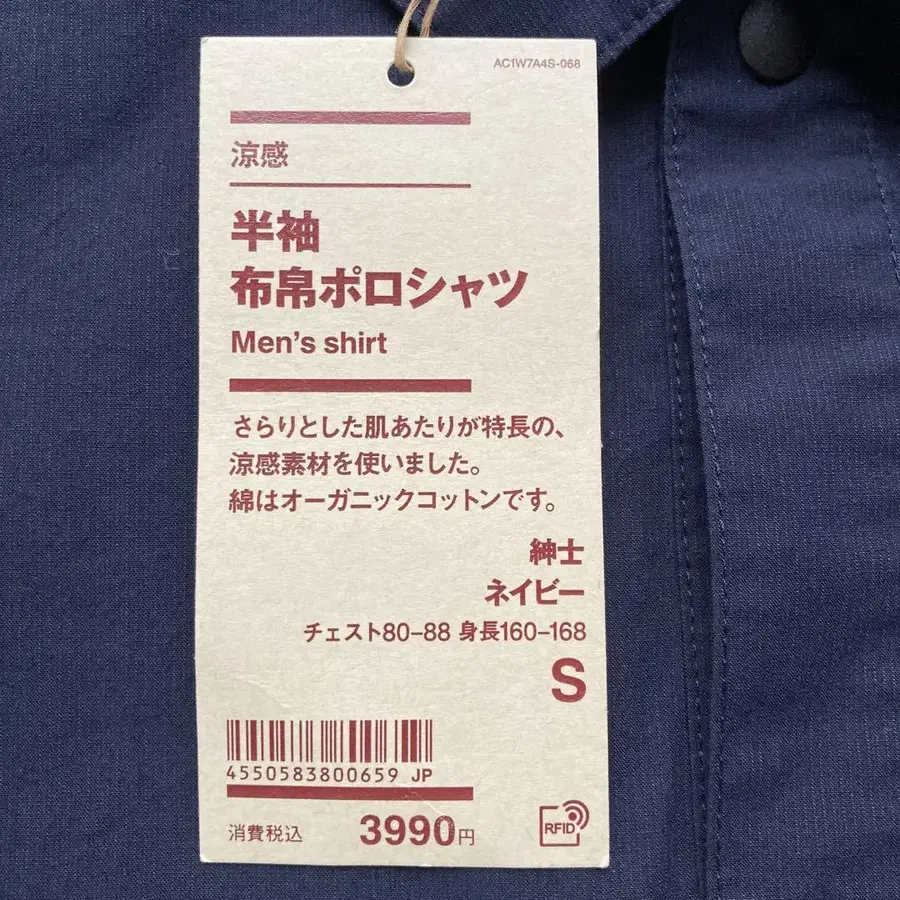 AC1W7A4S-068
涼感
半袖
布帛ポロシャツ
Men's shirt
さらりとした肌あたりが特長の、
涼感素材を使いました。
綿はオーガニックコットンです。
紳士
ネイビー
チェスト80–88 身長160–168
S
4550583800659 JP
消費税込 3990円
RFID